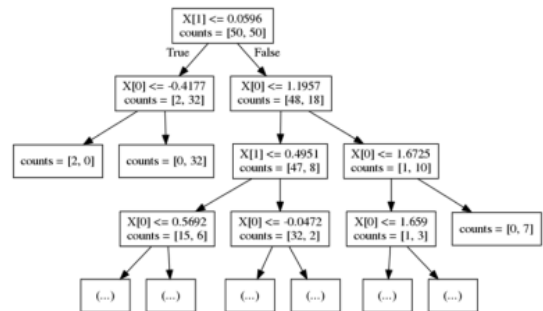 X[1] <= 0.0596
counts = [50, 50]
True
False
X[0] <= -0.4177
counts = [2, 32]
X[0] <= 1.1957
counts = [48, 18]
counts = [2, 0]
counts = [0, 32]
X[1] <= 0.4951
counts = [47, 8]
X[0] <= 1.6725
counts = [1, 10]
X[0] <= 0.5692
counts = [15, 6]
X[0] <= -0.0472
counts = [32, 2]
X[0] <= 1.659
counts = [1, 3]
counts = [0, 7]
(...)
(...)
(...)
(...)
(...)
(...)